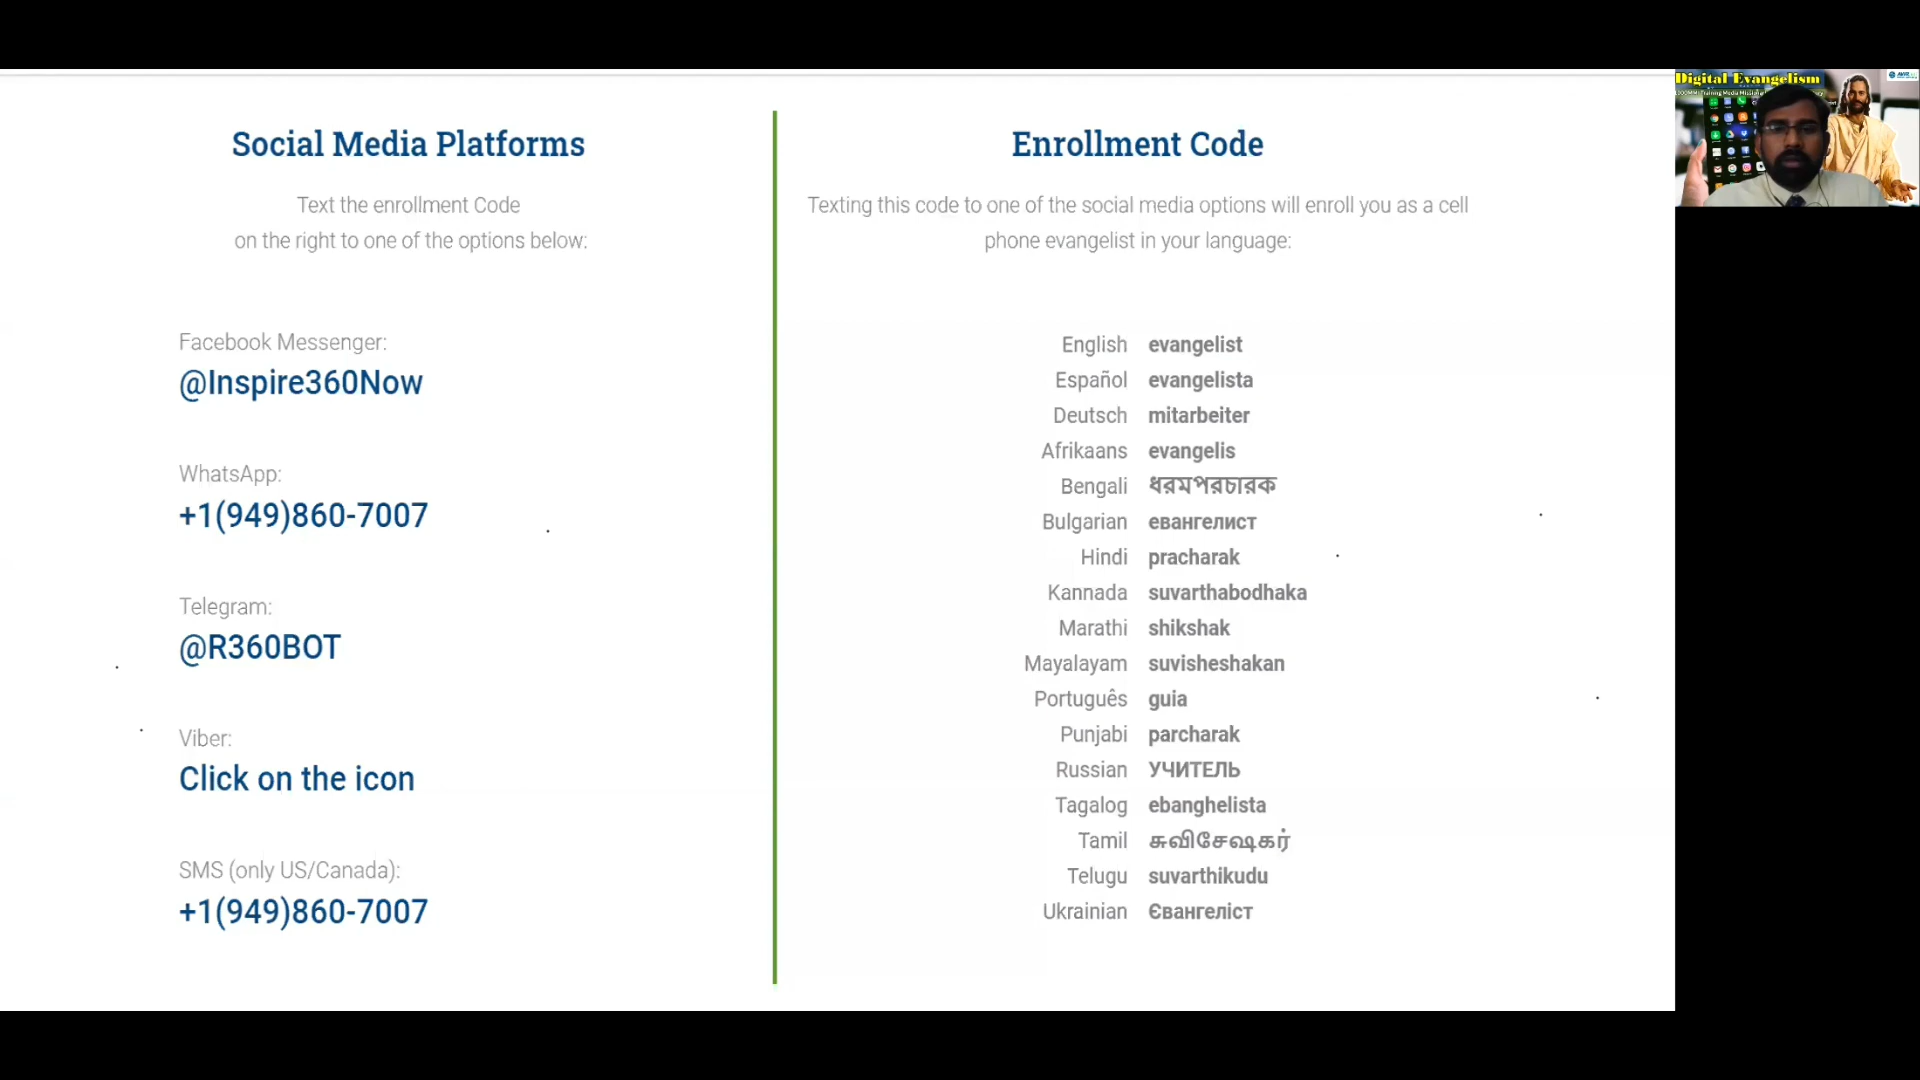 Social Media Platforms
Text the enrollment Code
on the right to one of the options below:
Facebook Messenger:
@Inspire360Now
WhatsApp:
+1(949)860-7007
Telegram:
@R360BOT
Viber:
Click on the icon
SMS (only US/Canada):
+1(949)860-7007
Enrollment Code
Texting this code to one of the social media options will enroll you as a cell
phone evangelist in your language:
English evangelist
Español evangelista
Deutsch mitarbeiter
Afrikaans evangelis
Bengali ধরমপরচারক
Bulgarian евангелист
Hindi pracharak
Kannada suvarthabodhaka
Marathi shikshak
Mayalayam suvisheshakan
Português guia
Punjabi parcharak
Russian УЧИТЕЛЬ
Tagalog ebanghelista
Tamil சுவிசேஷகர்
Telugu suvarthikudu
Ukrainian Євангеліст
Digital Evangelism